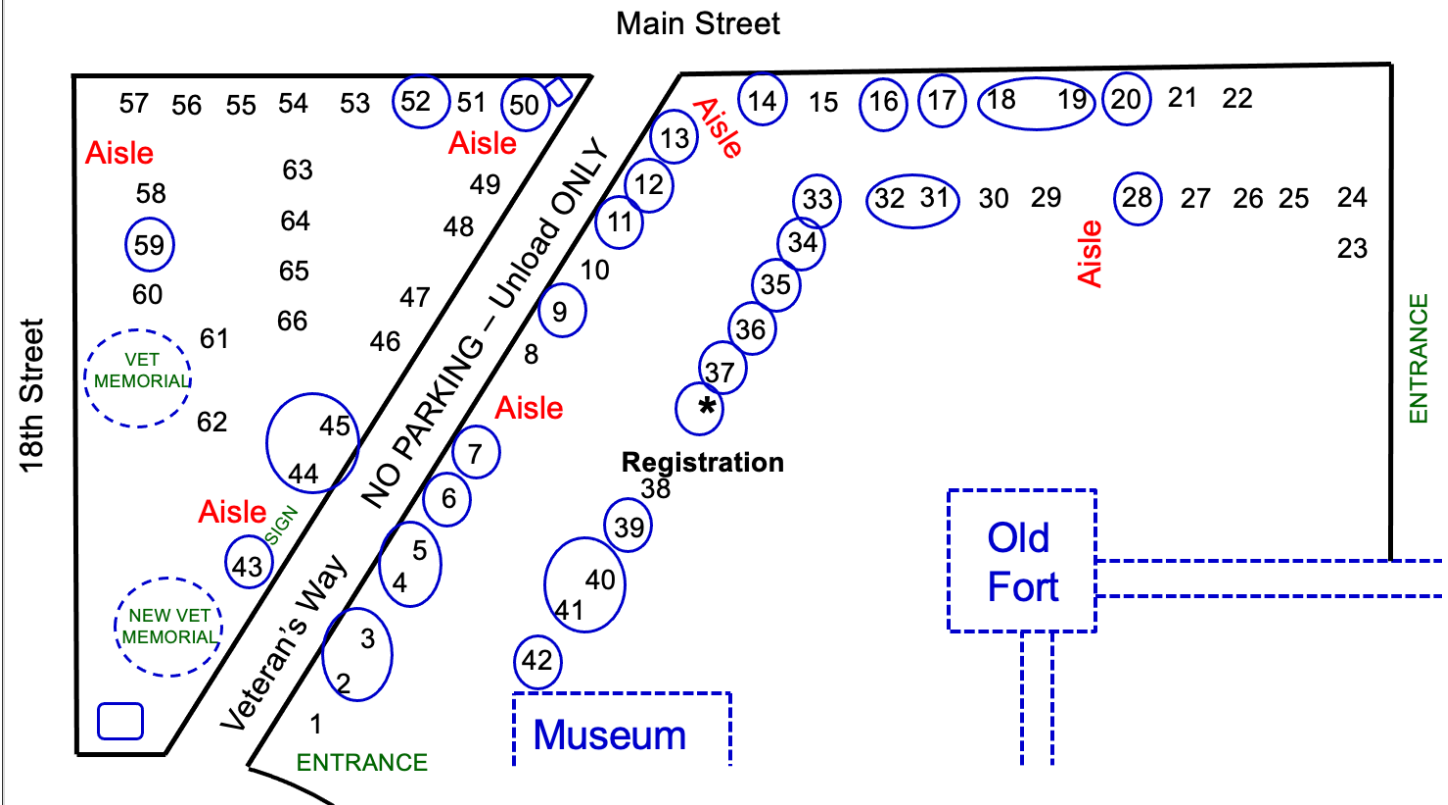 Main Street
57 56 55 54 53 52 51 50
14 15 16 17 18 19 20 21 22
Aisle
Aisle
Aisle
13
12
11
10
9
8
Aisle
7
6
5
4
3
2
1
ENTRANCE
58
59
60
61
62
63
64
65
66
49
48
47
46
45
44
VET
MEMORIAL
18th Street
Aisle
SIGN
43
NEW VET
MEMORIAL
Veteran's Way
NO PARKING – Unload ONLY
33 32 31 30 29 28 27 26 25 24
23
Aisle
34
35
36
37
*
Registration
38
39
40
41
42
Museum
Old
Fort
ENTRANCE